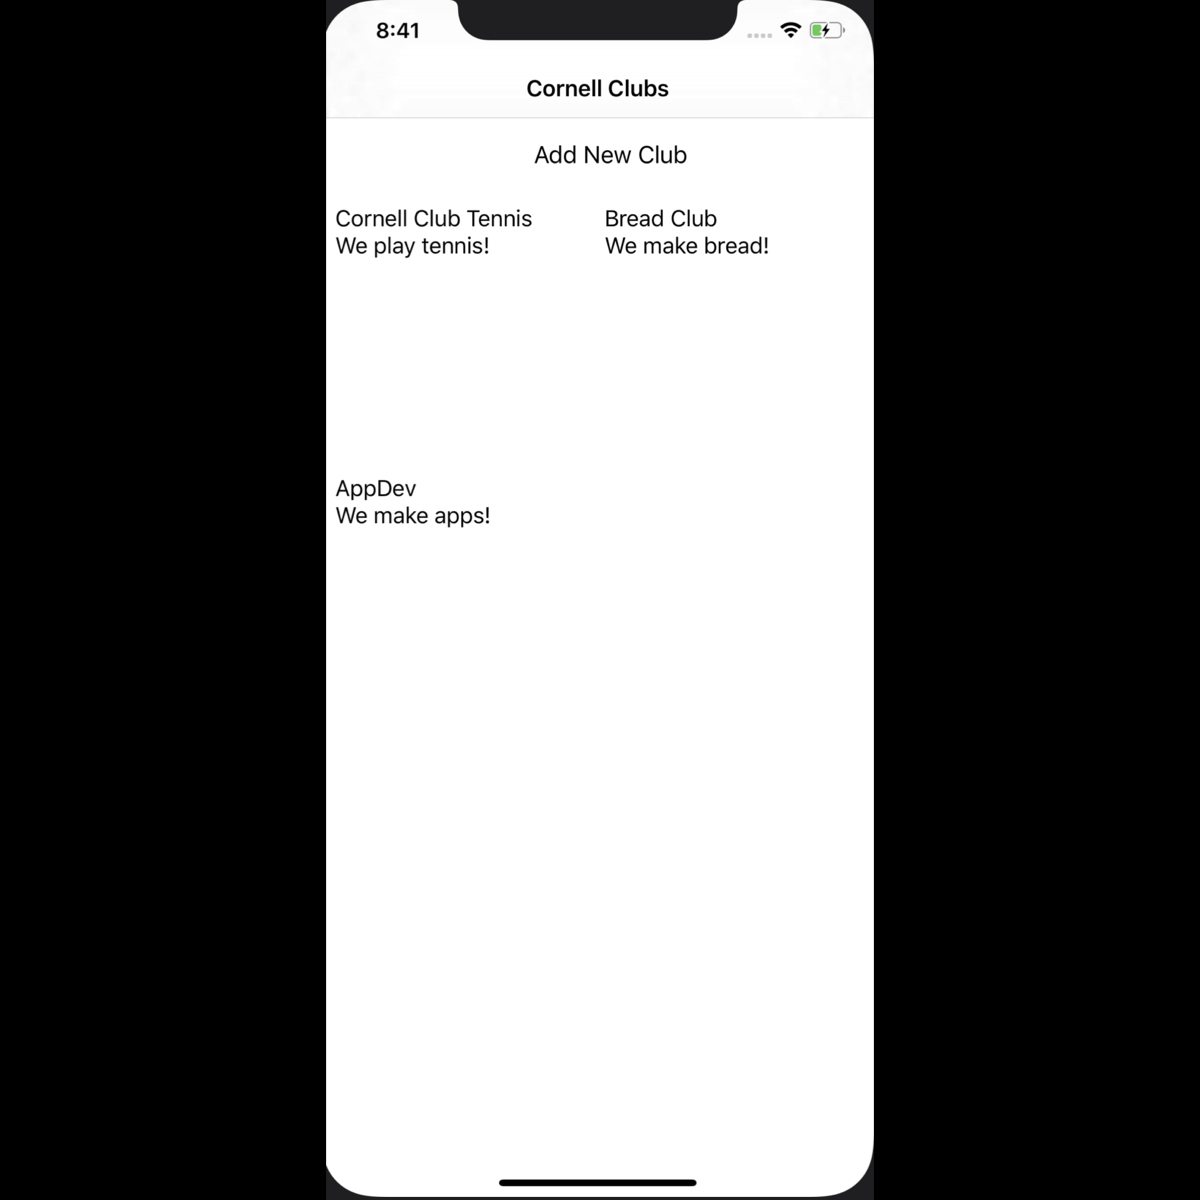 8:41
Cornell Clubs
Add New Club
Cornell Club Tennis
We play tennis!
Bread Club
We make bread!
AppDev
We make apps!